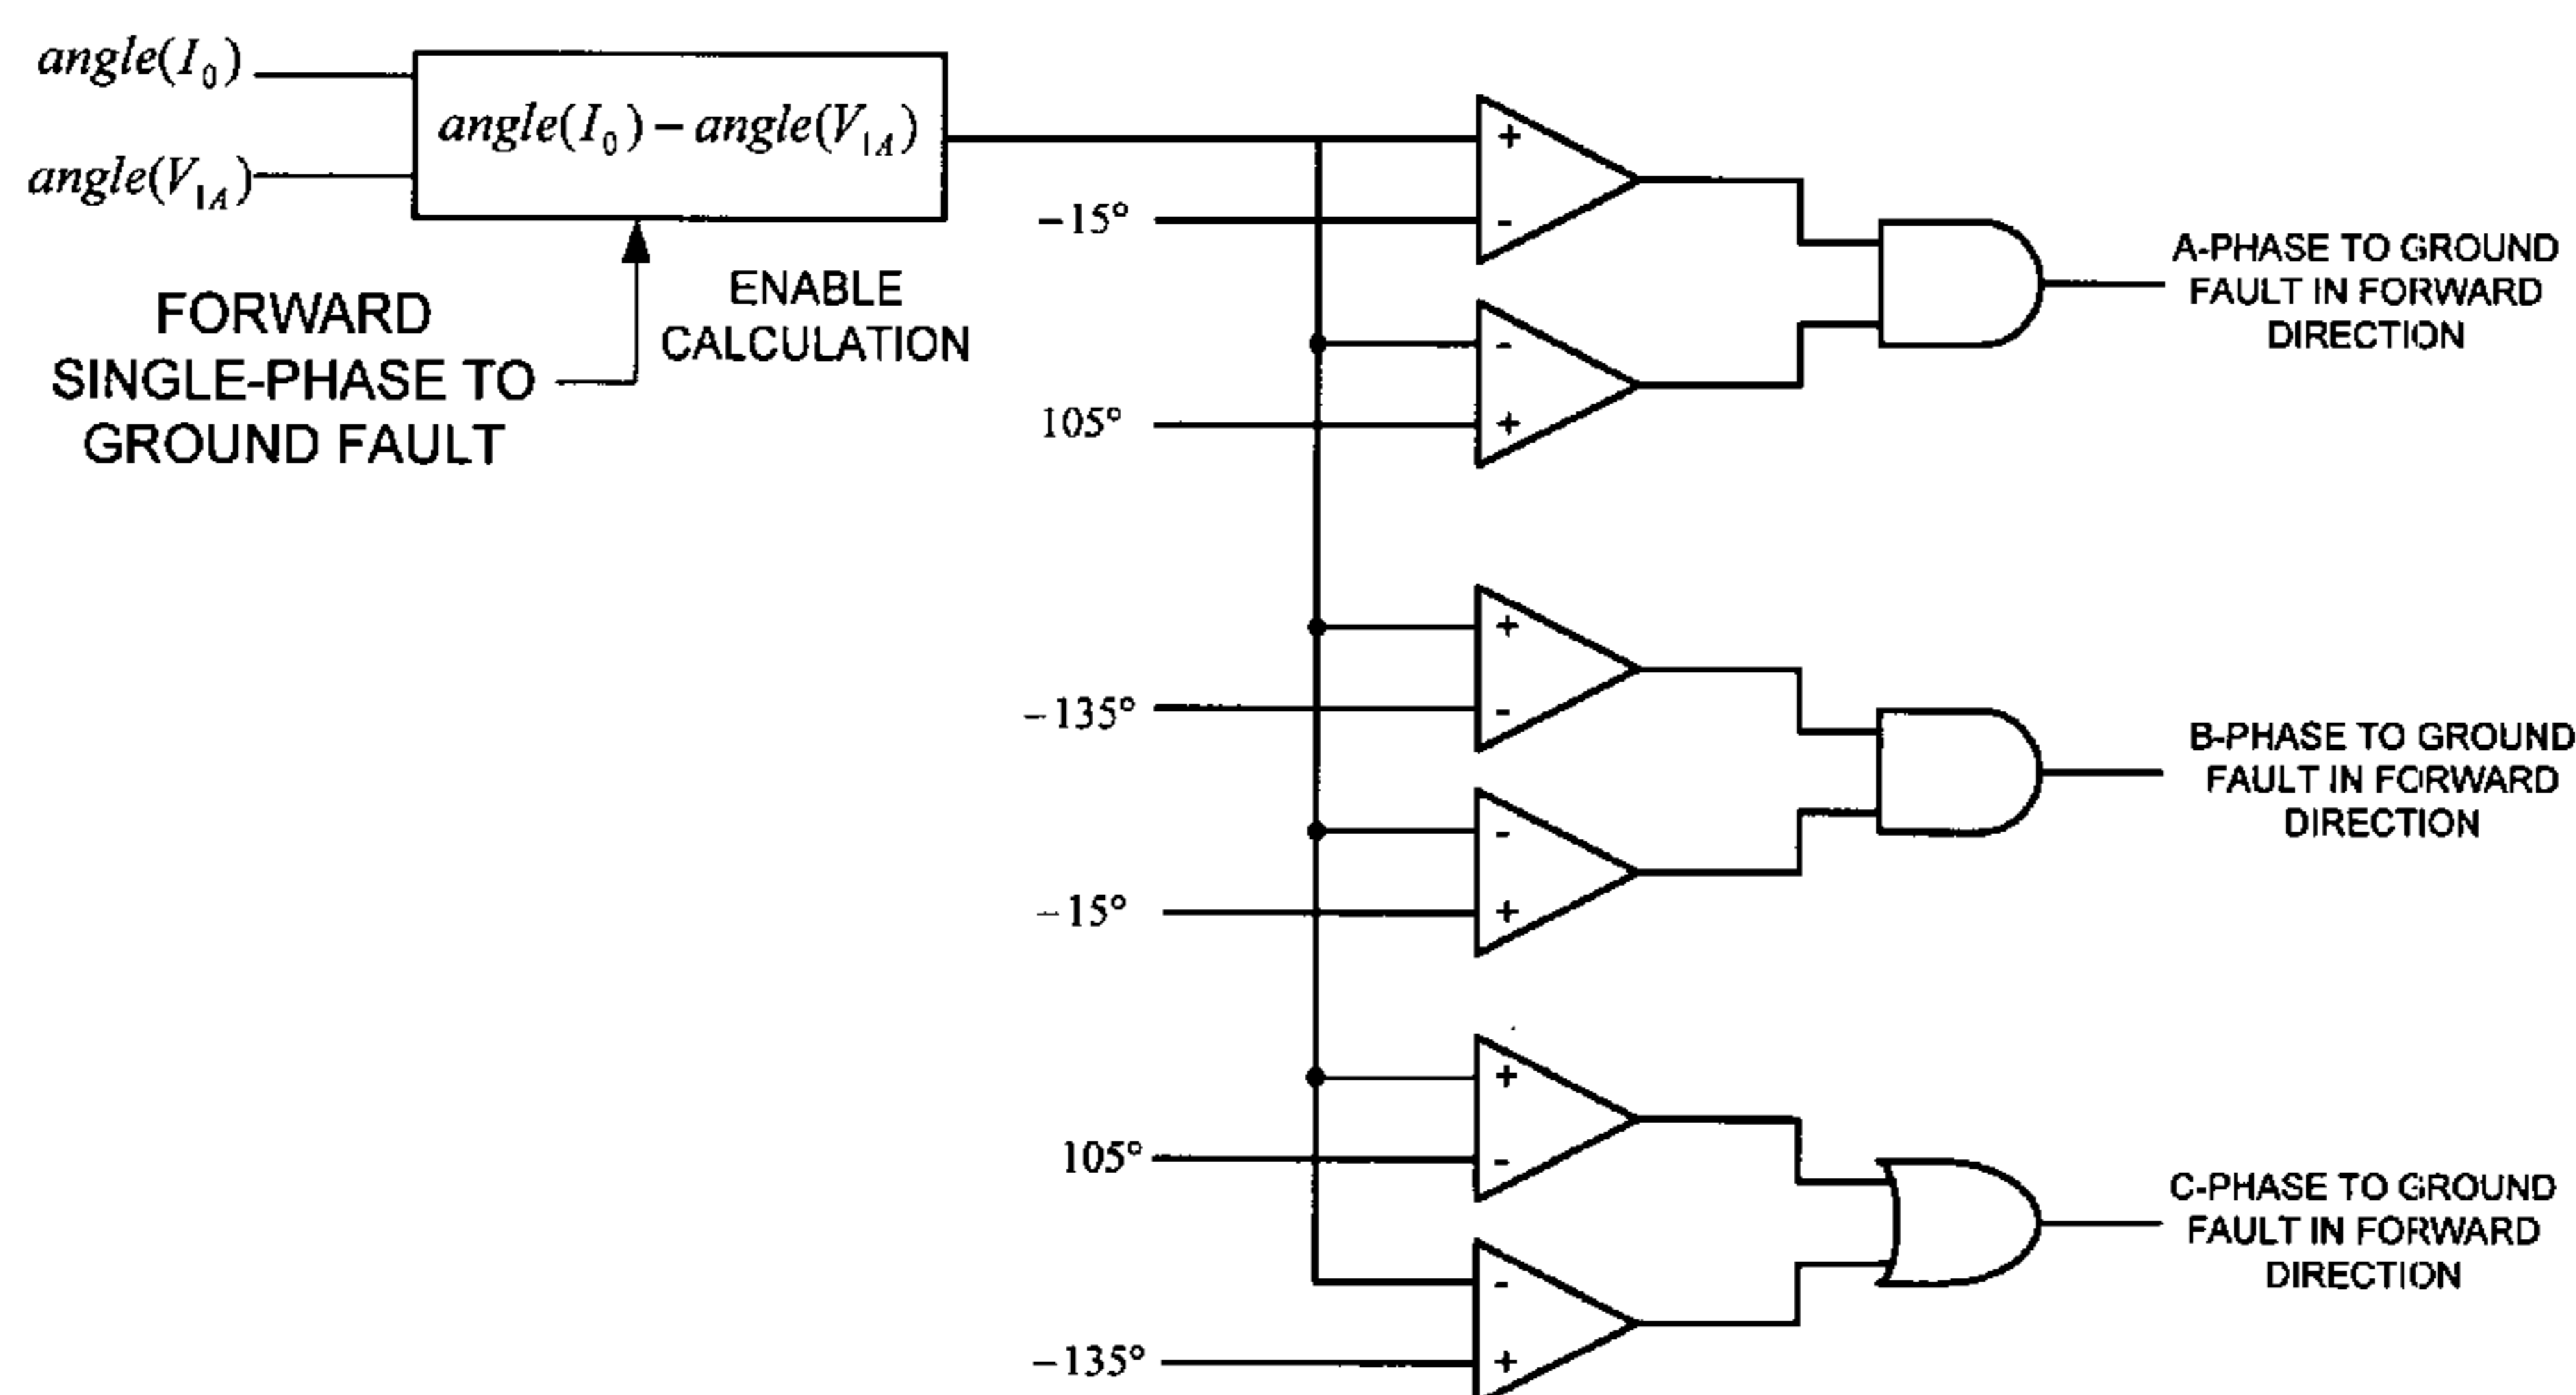 angle(I₀)
angle(V₁A)
angle(I₀) – angle(V₁A)
FORWARD
SINGLE-PHASE TO
GROUND FAULT
ENABLE
CALCULATION
+
–15°
-
-
105°
+
A-PHASE TO GROUND
FAULT IN FORWARD
DIRECTION
+
–135°
-
-
–15°
+
B-PHASE TO GROUND
FAULT IN FORWARD
DIRECTION
+
105°
-
-
–135°
+
C-PHASE TO GROUND
FAULT IN FORWARD
DIRECTION